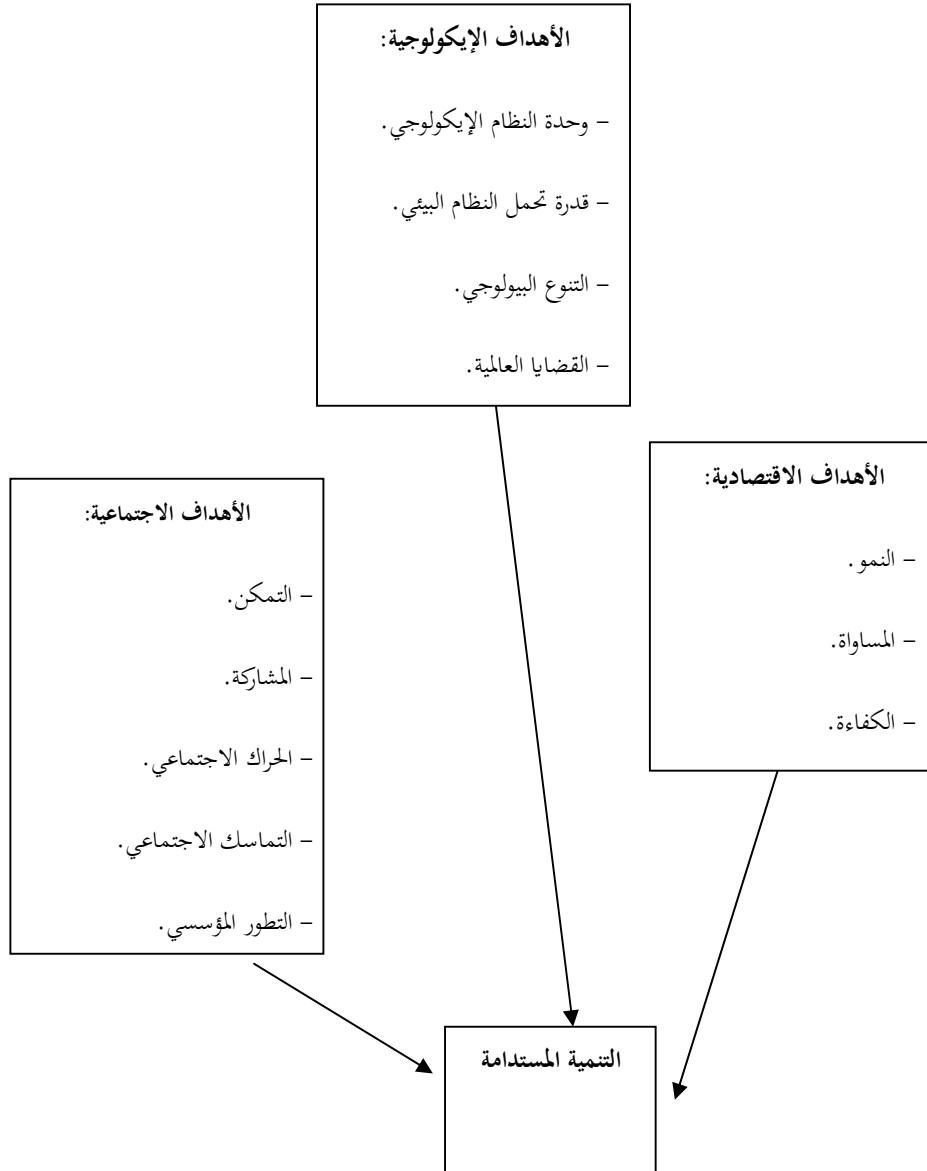 الأهداف الإيكولوجية:
– وحدة النظام الإيكولوجي.
– قدرة تحمل النظام البيئي.
– التنوع البيولوجي.
– القضايا العالمية.
الأهداف الاقتصادية:
– النمو.
– المساواة.
– الكفاءة.
الأهداف الاجتماعية:
– التمكن.
– المشاركة.
– الحراك الاجتماعي.
– التماسك الاجتماعي.
– التطور المؤسسي.
التنمية المستدامة